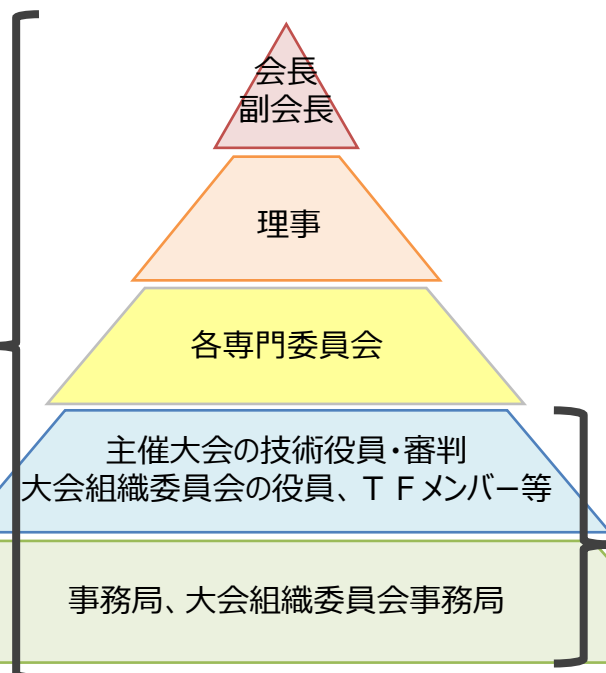 会長
副会長
理事
各専門委員会
主催大会の技術役員・審判
大会組織委員会の役員、ＴＦメンバー等
事務局、大会組織委員会事務局